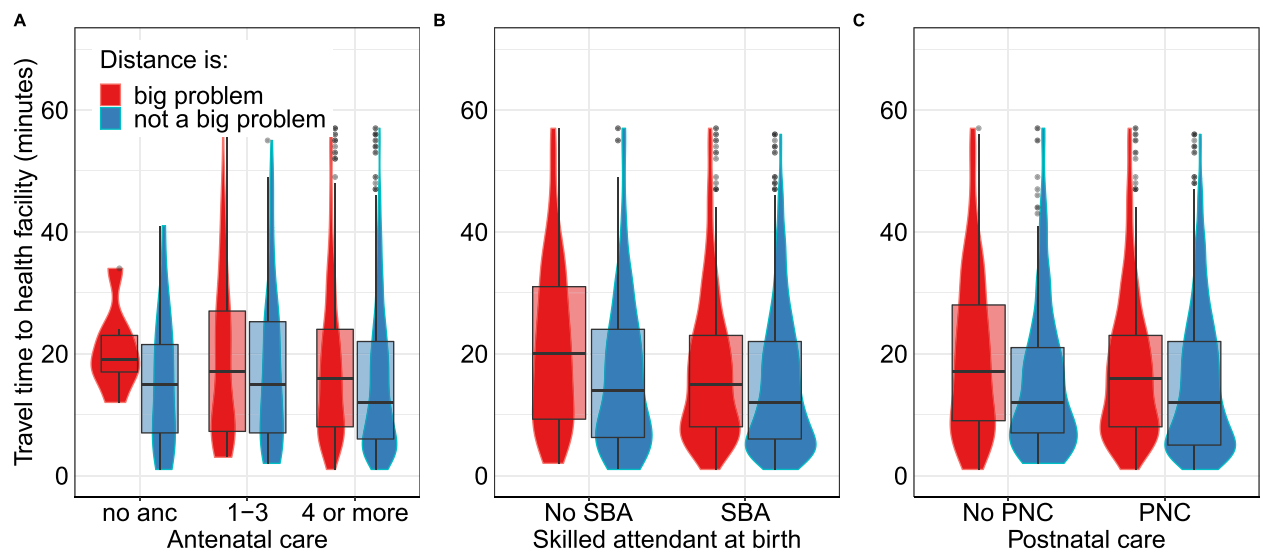 A
B
C
Travel time to health facility (minutes)
Distance is:
big problem
not a big problem
60
40
20
0
no anc
1−3
4 or more
Antenatal care
60
40
20
0
No SBA
SBA
Skilled attendant at birth
60
40
20
0
No PNC
PNC
Postnatal care